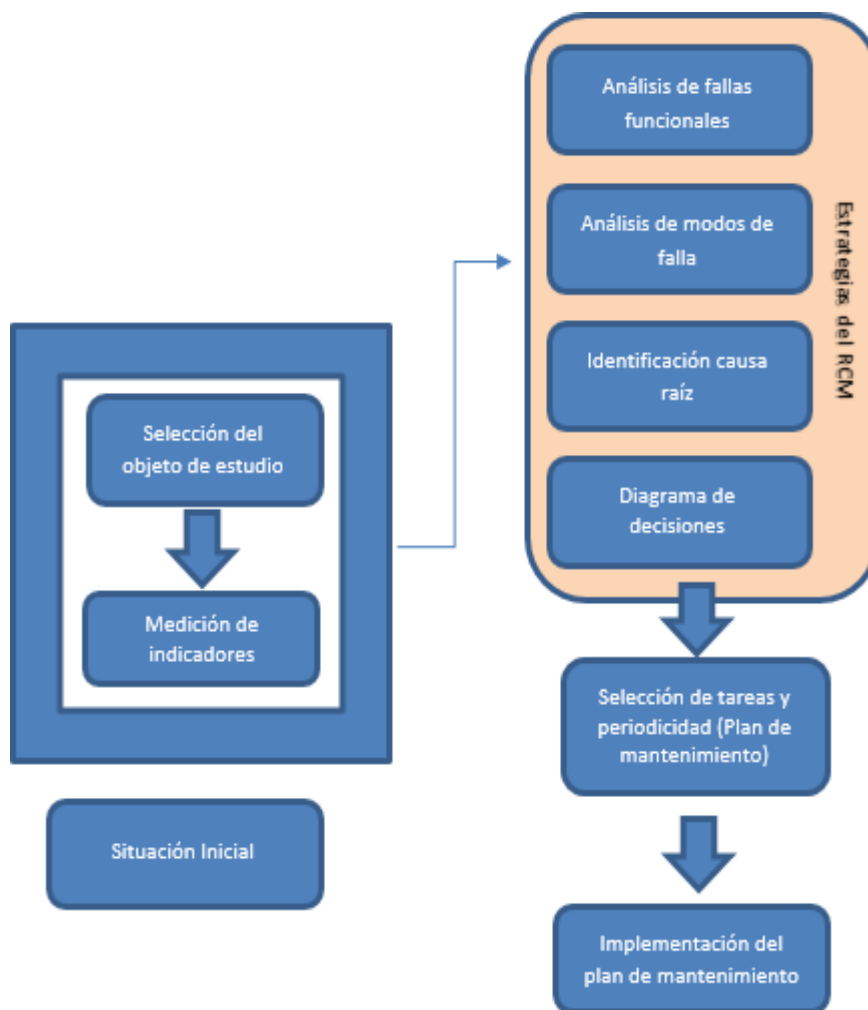 Selección del
objeto de estudio
Medición de
indicadores
Situación Inicial
Análisis de fallas
funcionales
Análisis de modos de
falla
Identificación causa
raíz
Diagrama de
decisiones
Estrategias del RCM
Selección de tareas y
periodicidad (Plan de
mantenimiento)
Implementación del
plan de mantenimiento